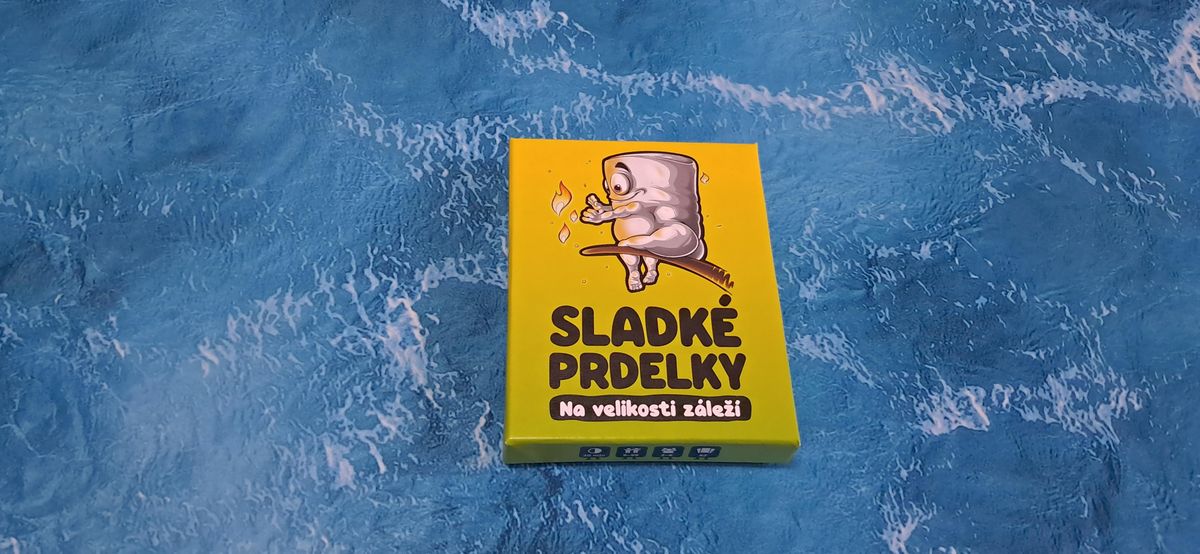 SLADKÉ
PRDELKY
Na velikosti záleží